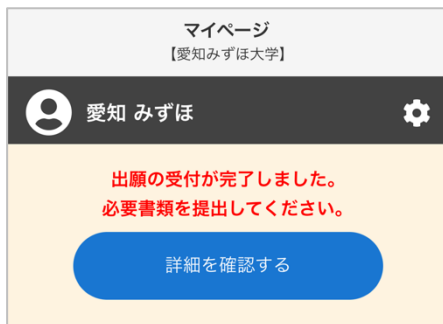 マイページ
【愛知みずほ大学】
愛知 みずほ
出願の受付が完了しました。
必要書類を提出してください。
詳細を確認する